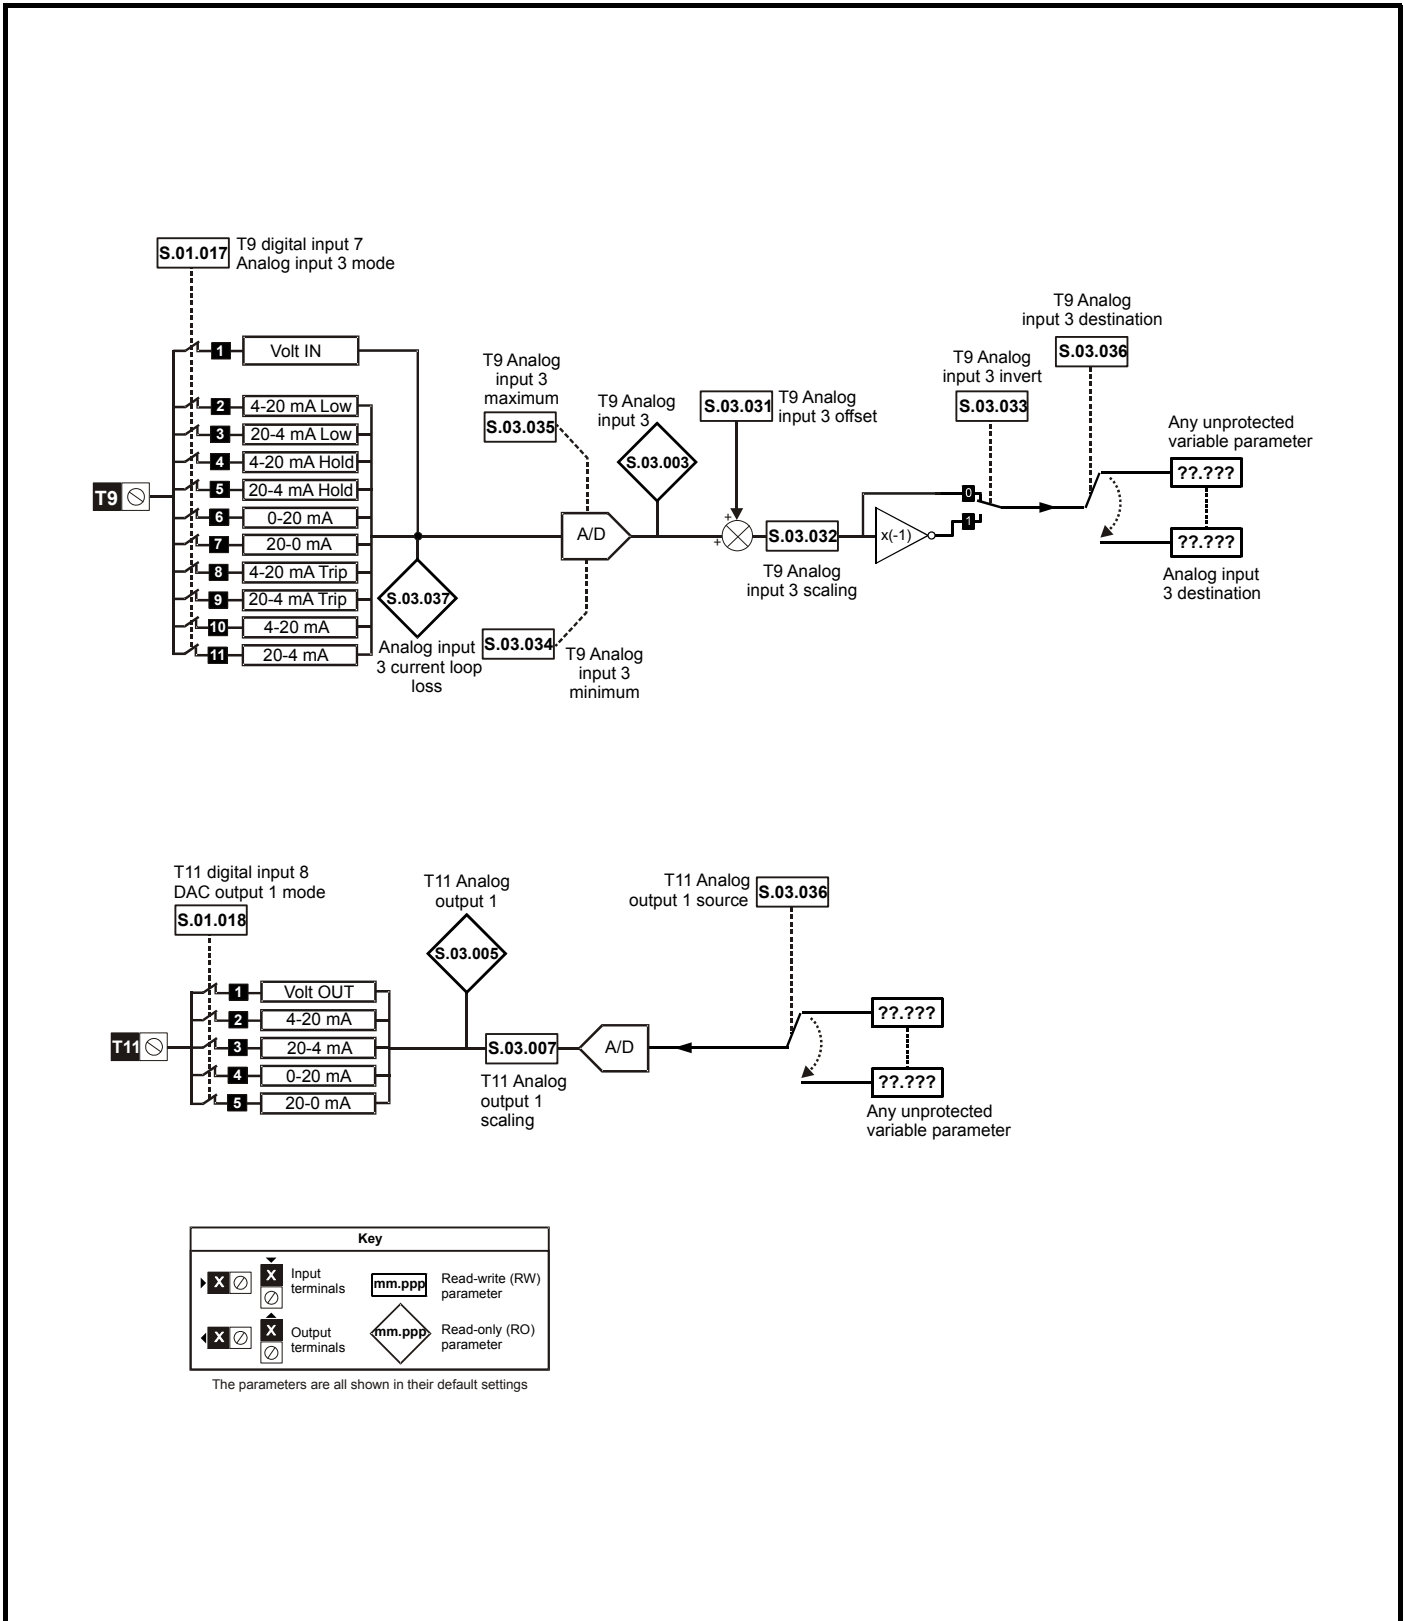 S.01.017
T9 digital input 7
Analog input 3 mode
T9
1
Volt IN
2
4-20 mA Low
3
20-4 mA Low
4
4-20 mA Hold
5
20-4 mA Hold
6
0-20 mA
7
20-0 mA
8
4-20 mA Trip
9
20-4 mA Trip
10
4-20 mA
11
20-4 mA
S.03.037
Analog input
3 current loop
loss
T9 Analog
input 3
maximum
S.03.035
A/D
S.03.034
T9 Analog
input 3
minimum
T9 Analog
input 3
S.03.003
S.03.031
T9 Analog
input 3 offset
+
+
S.03.032
T9 Analog
input 3 scaling
x(-1)
T9 Analog
input 3 invert
S.03.033
0
1
T9 Analog
input 3 destination
S.03.036
Any unprotected
variable parameter
??.???
??.???
Analog input
3 destination
T11 digital input 8
DAC output 1 mode
S.01.018
T11
1
Volt OUT
2
4-20 mA
3
20-4 mA
4
0-20 mA
5
20-0 mA
T11 Analog
output 1
S.03.005
S.03.007
T11 Analog
output 1
scaling
A/D
T11 Analog
output 1 source
S.03.036
??.???
??.???
Any unprotected
variable parameter
Key
X
X
Input
terminals
mm.ppp
Read-write (RW)
parameter
X
X
Output
terminals
mm.ppp
Read-only (RO)
parameter
The parameters are all shown in their default settings